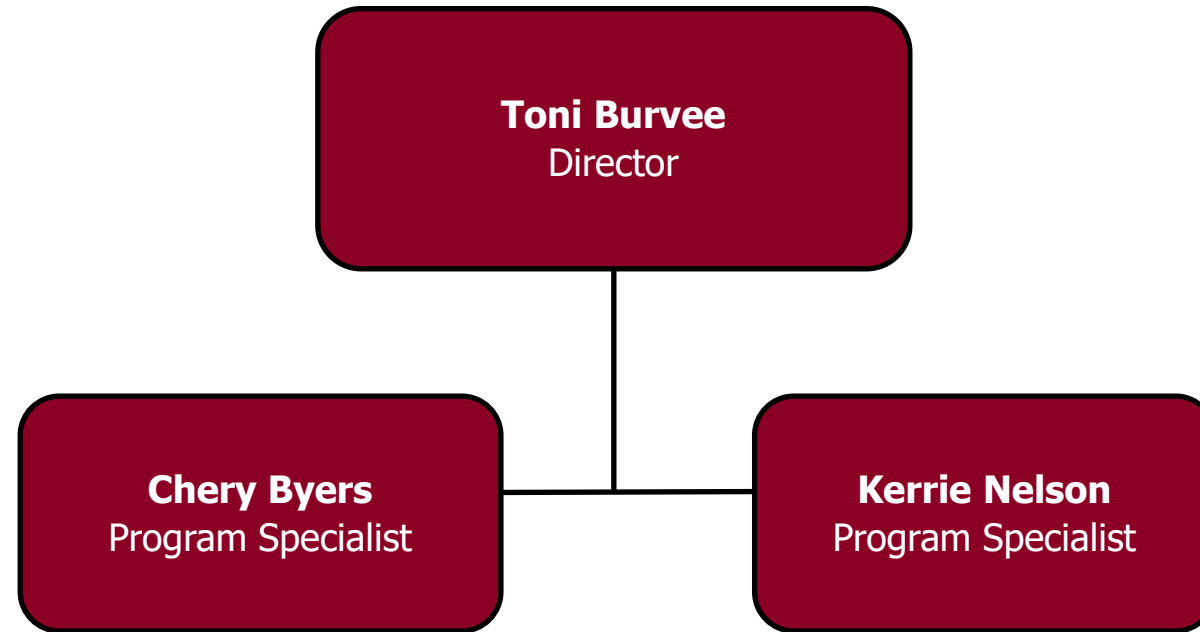 Toni Burvee
Director
Chery Byers
Program Specialist
Kerrie Nelson
Program Specialist